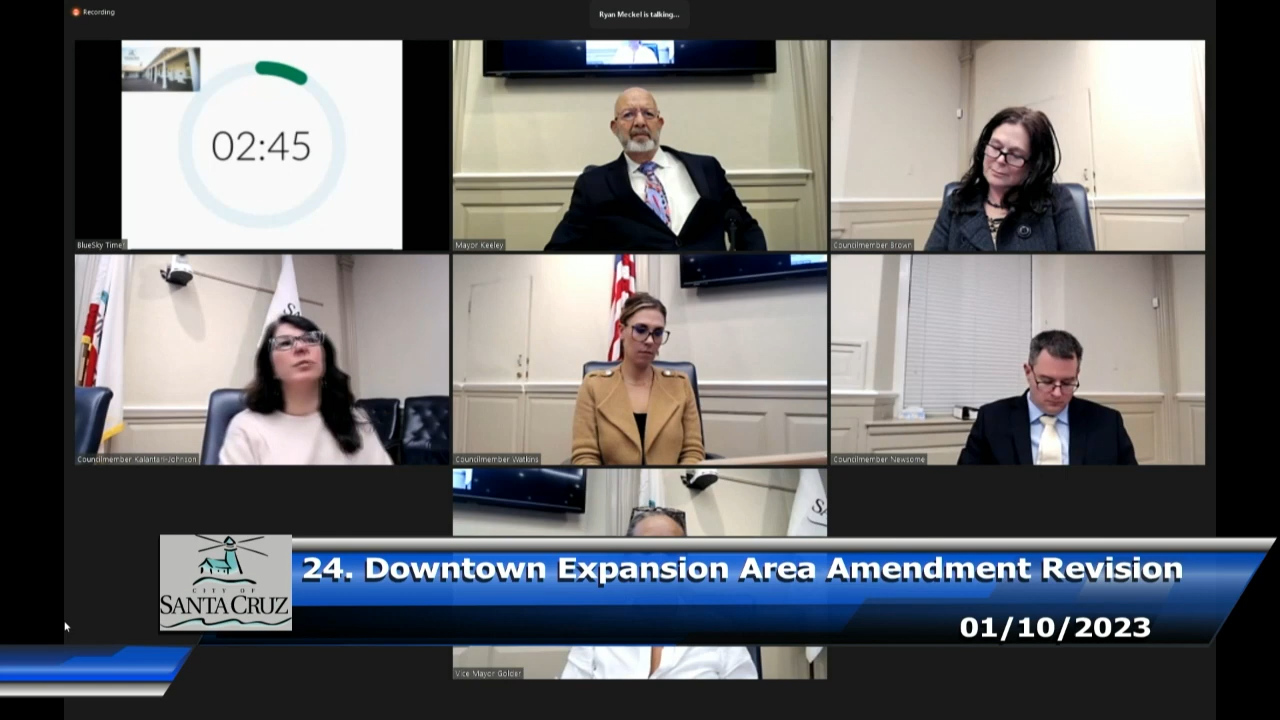 Recording
Ryan Meckel is talking...
02:45
BlueSky Timer
Mayor Keeley
Councilmember Brown
Councilmember Kalantari-Johnson
Councilmember Watkins
Councilmember Newsome
CITY OF
SANTA CRUZ
24. Downtown Expansion Area Amendment Revision
01/10/2023
Vice Mayor Golder